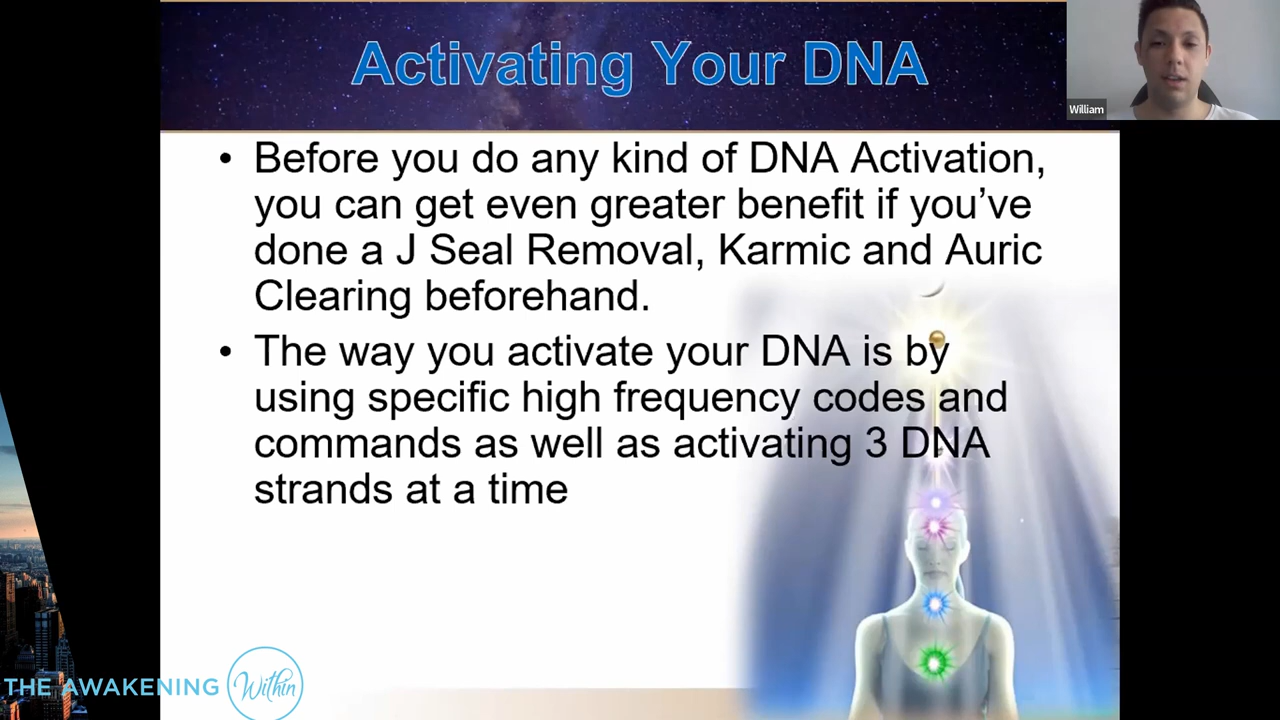 Activating Your DNA
William
• Before you do any kind of DNA Activation,
you can get even greater benefit if you’ve
done a J Seal Removal, Karmic and Auric
Clearing beforehand.
• The way you activate your DNA is by
using specific high frequency codes and
commands as well as activating 3 DNA
strands at a time
THE AWAKENING Within